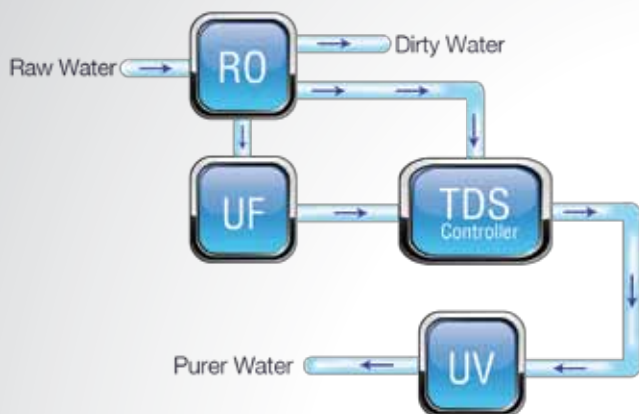 Raw Water
RO
Dirty Water
UF
TDS
Controller
Purer Water
UV